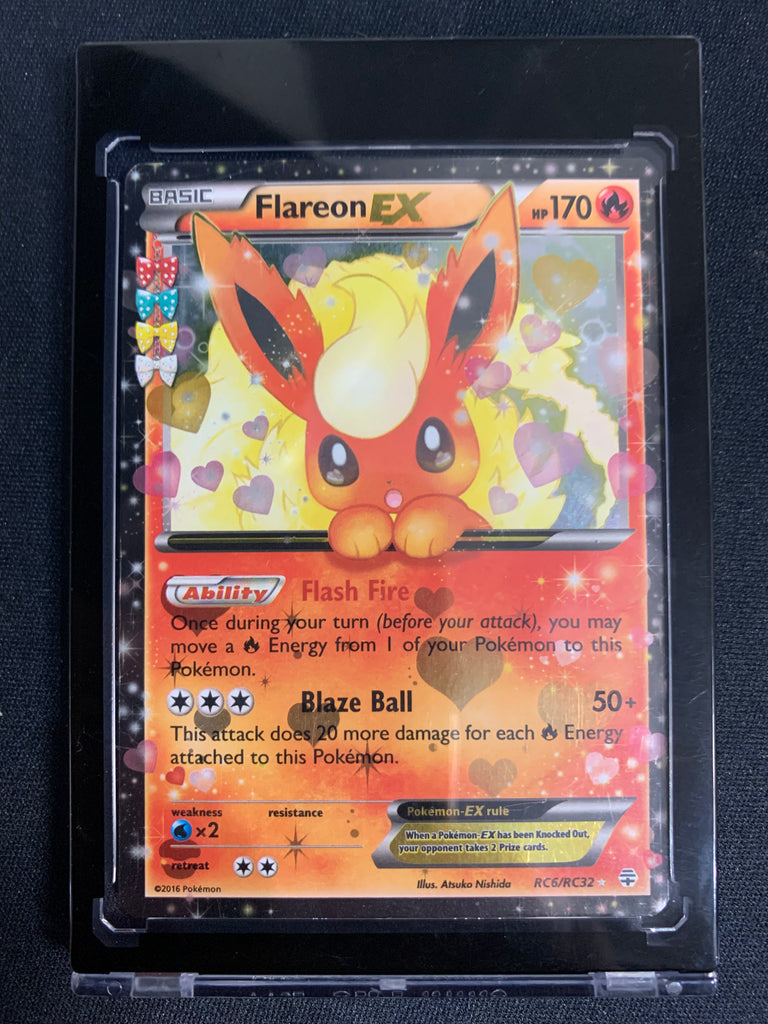 BASIC Flareon EX HP 170
Ability Flash Fire
Once during your turn (before your attack), you may
move a Energy from 1 of your Pokémon to this
Pokémon.
Blaze Ball 50+
This attack does 20 more damage for each Energy
attached to this Pokémon.
weakness resistance
×2
retreat
Pokémon-EX rule
When a Pokémon-EX has been Knocked Out,
your opponent takes 2 Prize cards.
©2016 Pokémon
Illus. Atsuko Nishida RC6/RC32